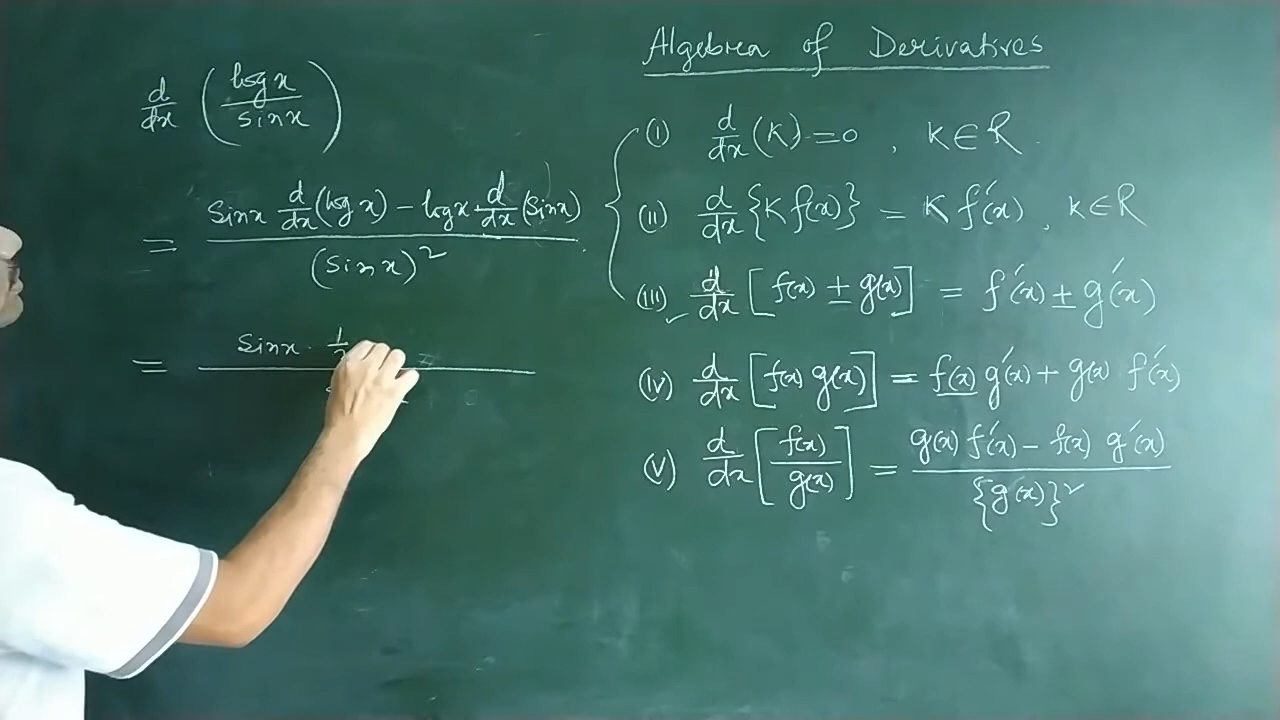 d/dx (log x / sin x)
= sin x d/dx (log x) − log x · d/dx (sin x) / (sin x)²
= sin x · 1/
Algebra of Derivatives
(i) d/dx (K) = 0 , K ∈ R
(ii) d/dx {K f(x)} = K f′(x) , K ∈ R
(iii) d/dx [f(x) ± g(x)] = f′(x) ± g′(x)
(iv) d/dx [f(x) g(x)] = f(x) g′(x) + g(x) f′(x)
(v) d/dx [f(x) / g(x)] = g(x) f′(x) − f(x) g′(x) / {g(x)}²